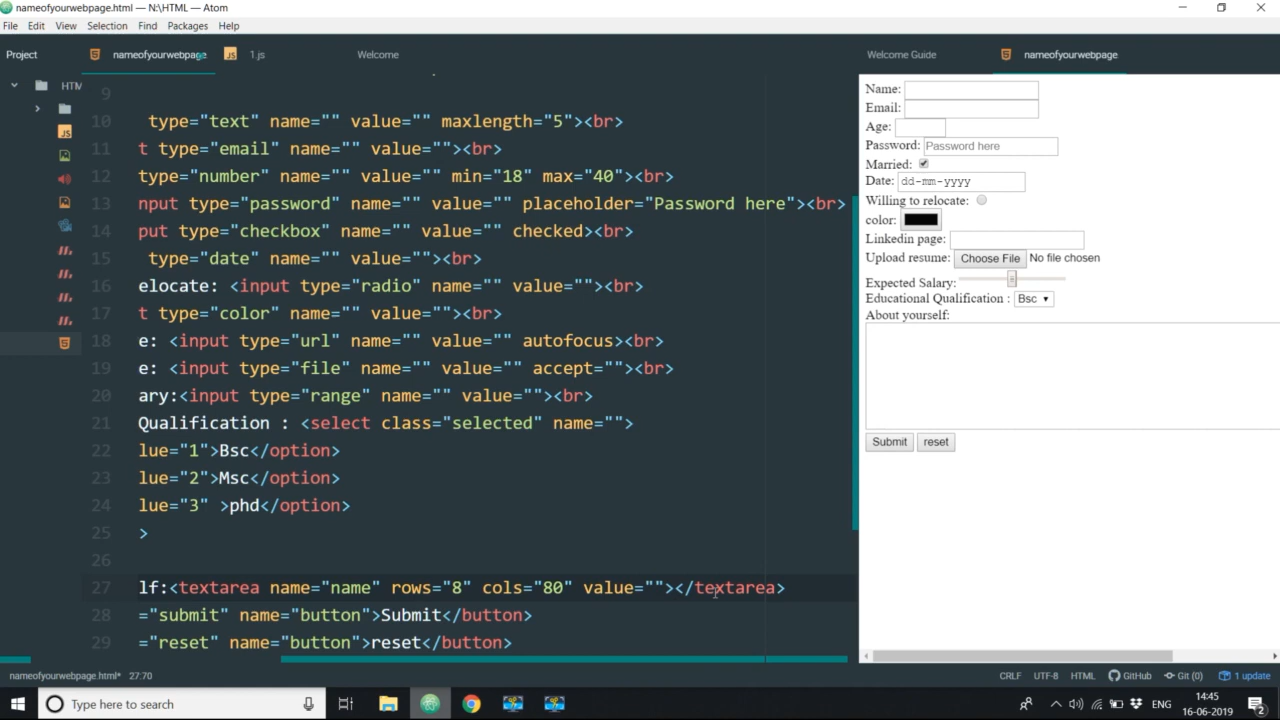 nameofyourwebpage.html — N:\HTML — Atom
File Edit View Selection Find Packages Help
Project nameofyourwebpage 1.js Welcome Welcome Guide nameofyourwebpage
HTM
9
10 type="text" name="" value="" maxlength="5"><br>
11 t type="email" name="" value=""><br>
12 type="number" name="" value="" min="18" max="40"><br>
13 nput type="password" name="" value="" placeholder="Password here"><br>
14 put type="checkbox" name="" value="" checked><br>
15 type="date" name="" value=""><br>
16 elocate: <input type="radio" name="" value=""><br>
17 t type="color" name="" value=""><br>
18 e: <input type="url" name="" value="" autofocus><br>
19 e: <input type="file" name="" value="" accept=""><br>
20 ary:<input type="range" name="" value=""><br>
21 Qualification : <select class="selected" name="">
22 lue="1">Bsc</option>
23 lue="2">Msc</option>
24 lue="3" >phd</option>
25 >
26
27 lf:<textarea name="name" rows="8" cols="80" value=""></textarea>
28 ="submit" name="button">Submit</button>
29 ="reset" name="button">reset</button>
Name:
Email:
Age:
Password: Password here
Married:
Date: dd-mm-yyyy
Willing to relocate:
color:
Linkedin page:
Upload resume: Choose File No file chosen
Expected Salary:
Educational Qualification : Bsc
About yourself:
Submit reset
nameofyourwebpage.html* 27:70 CRLF UTF-8 HTML GitHub Git (0) 1 update
Type here to search ENG 14:45
16-06-2019 2